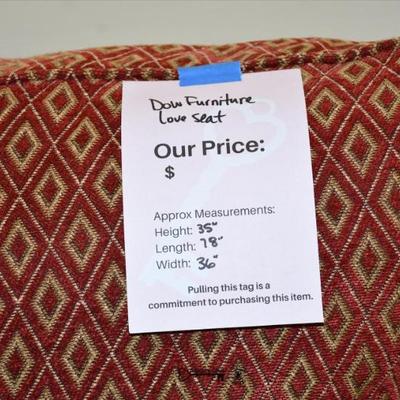 Dow Furniture
Love Seat
Our Price:
$
Approx Measurements:
Height: 35"
Length: 78"
Width: 36"
Pulling this tag is a
commitment to purchasing this item.